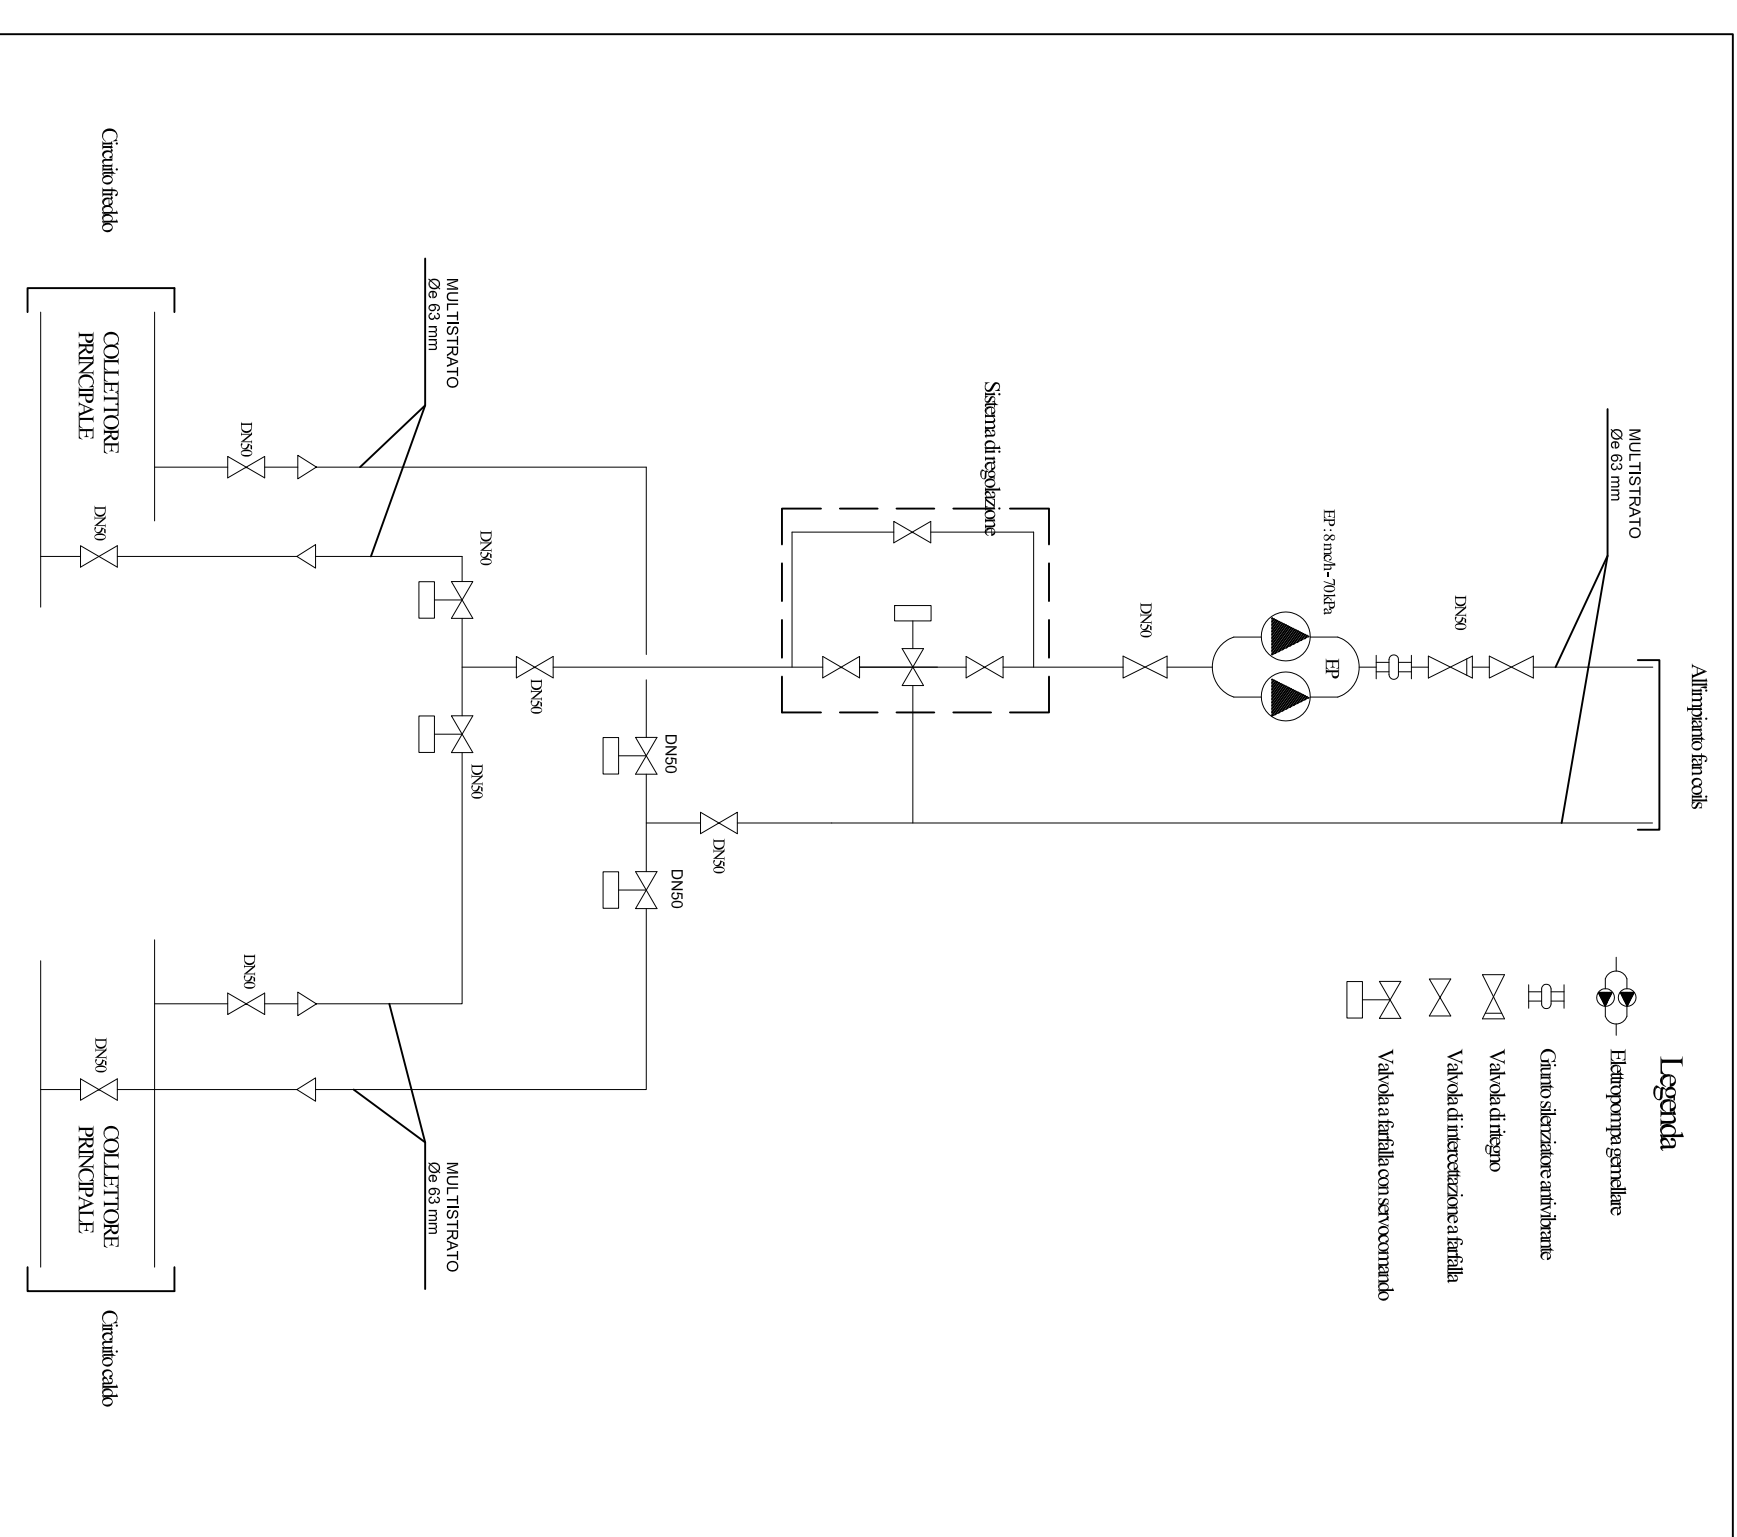 All'impianto fan coils
MULTISTRATO
Øe 63 mm
DN50
EP : 8 mc/h - 70 kPa
EP
DN50
Sistema di regolazione
DN50
DN50
DN50
DN50
DN50
DN50
MULTISTRATO
Øe 63 mm
MULTISTRATO
Øe 63 mm
DN50
DN50
DN50
DN50
Circuito freddo
COLLETTORE
PRINCIPALE
COLLETTORE
PRINCIPALE
Circuito caldo
Legenda
Elettropompa gemellare
Giunto silenziatore antivibrante
Valvola di ritegno
Valvola di intercettazione a farfalla
Valvola a farfalla con servocomando